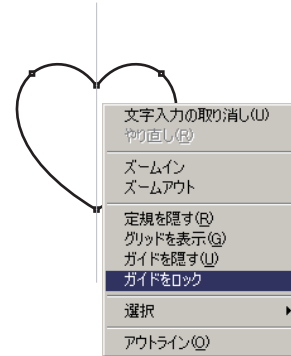 文字入力の取り消し(U)
やり直し(R)
ズームイン
ズームアウト
定規を隠す(R)
グリッドを表示(G)
ガイドを隠す(U)
ガイドをロック
選択
アウトライン(O)